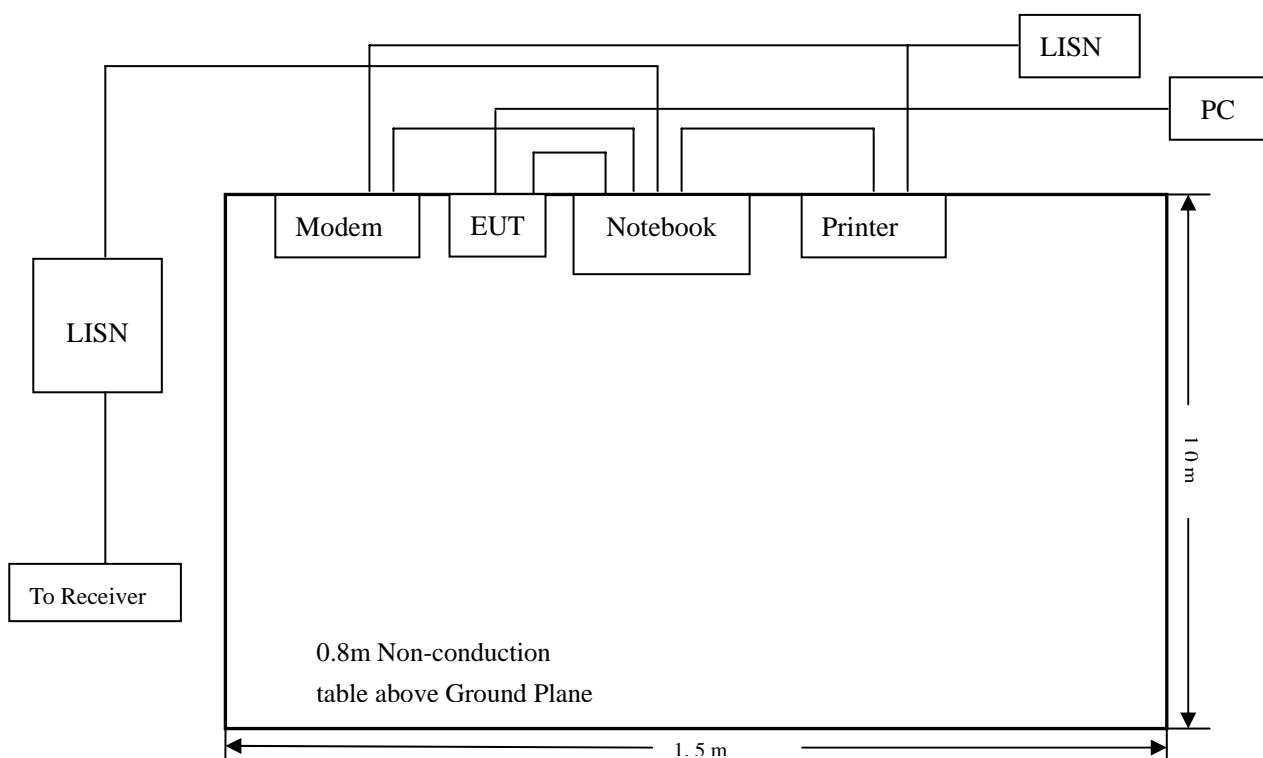 LISN
PC
Modem
EUT
Notebook
Printer
LISN
1.0 m
To Receiver
0.8m Non-conduction
table above Ground Plane
1.5 m